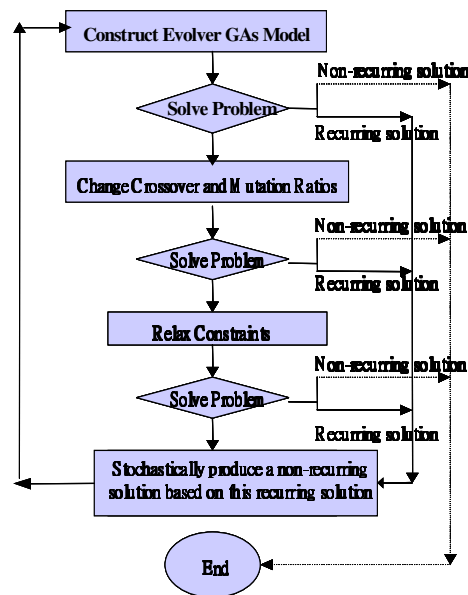 Construct Evolver GAs Model
Non-recurring solution
Solve Problem
Recurring solution
Change Crossover and Mutation Ratios
Non-recurring solution
Solve Problem
Recurring solution
Relax Constraints
Non-recurring solution
Solve Problem
Recurring solution
Stochastically produce a non-recurring
solution based on this recurring solution
End